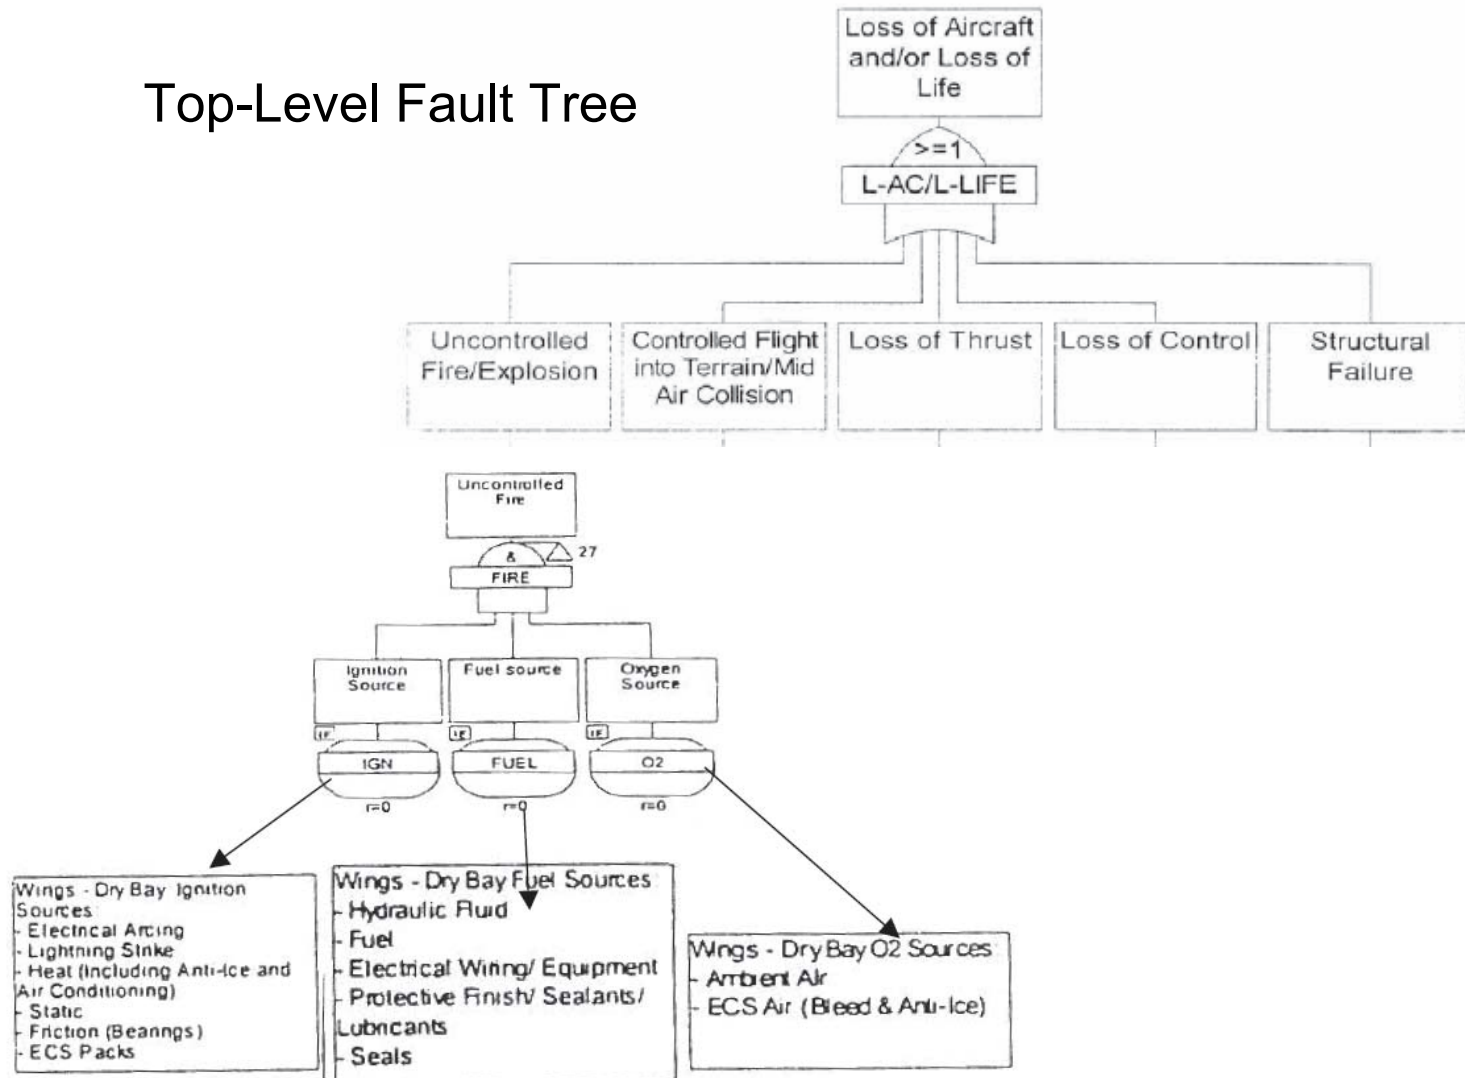 Top-Level Fault Tree
Loss of Aircraft
and/or Loss of
Life
>=1
L-AC/L-LIFE
Uncontrolled
Fire/Explosion
Controlled Flight
into Terrain/Mid
Air Collision
Loss of Thrust
Loss of Control
Structural
Failure
Uncontrolled
Fire
&
27
FIRE
Ignition
Source
Fuel source
Oxygen
Source
IE
IE
IE
IGN
FUEL
O2
r=0
r=0
r=0
Wings - Dry Bay Ignition
Sources:
- Electrical Arcing
- Lightning Strike
- Heat (Including Anti-Ice and
Air Conditioning)
- Static
- Friction (Bearings)
- ECS Packs
Wings - Dry Bay Fuel Sources:
- Hydraulic Fluid
- Fuel
- Electrical Wiring/ Equipment
- Protective Finish/ Sealants/
Lubricants
- Seals
Wings - Dry Bay O2 Sources:
- Ambient Air
- ECS Air (Bleed & Anti-Ice)